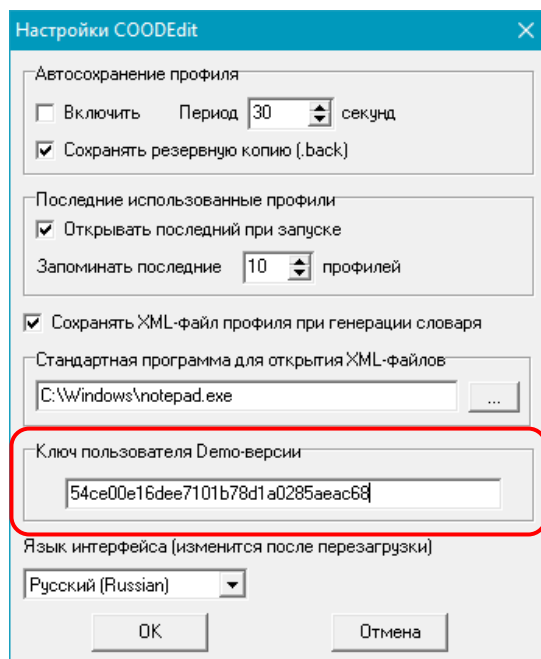 Настройки COODEdit
Автосохранение профиля
Включить Период 30 секунд
Сохранять резервную копию (.back)
Последние использованные профили
Открывать последний при запуске
Запоминать последние 10 профилей
Сохранять XML-файл профиля при генерации словаря
Стандартная программа для открытия XML-файлов
C:\Windows\notepad.exe ...
Ключ пользователя Demo-версии
54ce00e16dee7101b78d1a0285aeac68
Язык интерфейса (изменится после перезагрузки)
Русский (Russian)
OK Отмена